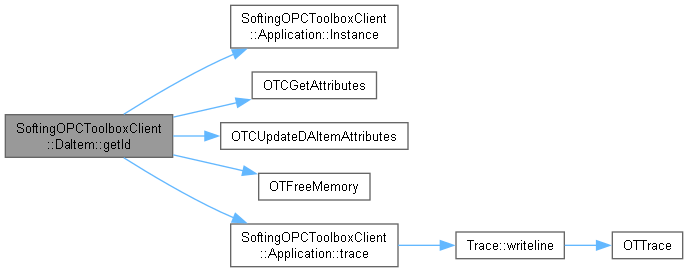 SoftingOPCToolboxClient
::Application::Instance
OTCGetAttributes
SoftingOPCToolboxClient
::DaItem::getId
OTCUpdateDAItemAttributes
OTFreeMemory
SoftingOPCToolboxClient
::Application::trace
Trace::writeline
OTTrace